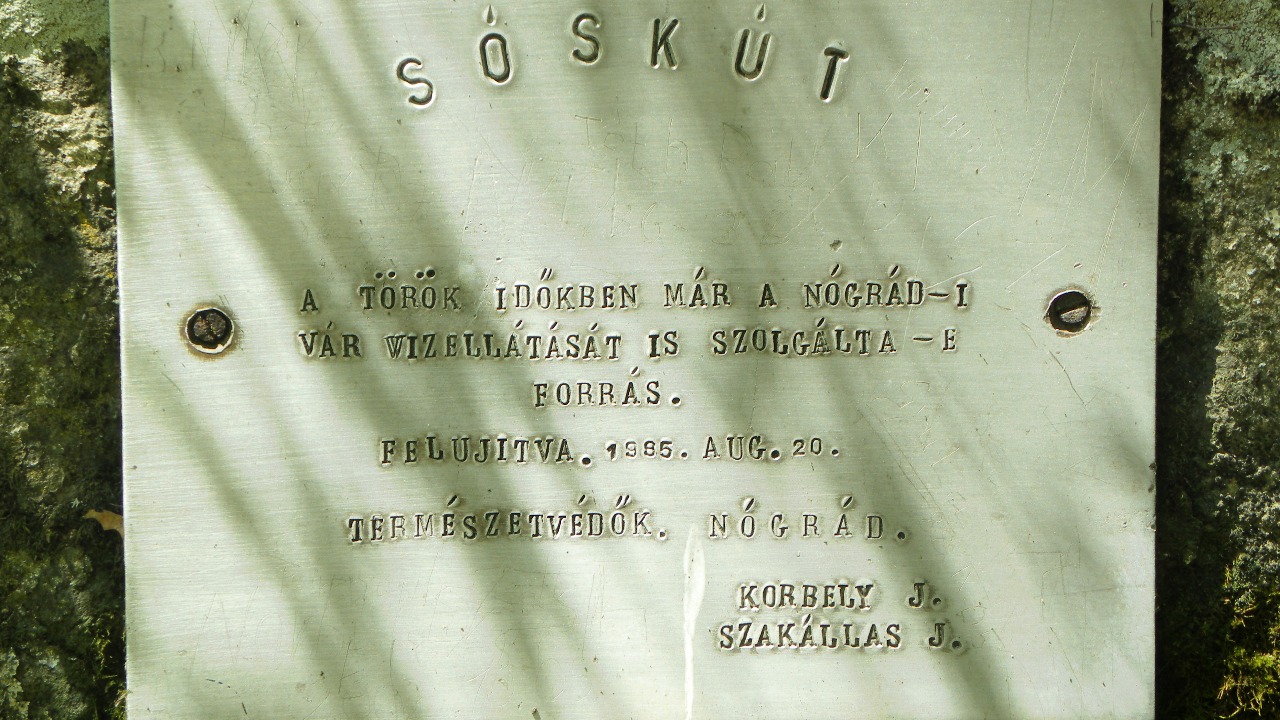 SÓSKÚT
A TÖRÖK IDŐKBEN MÁR A NÓGRÁD-I
VÁR WIZELLÁTÁSÁT IS SZOLGÁLTA -E
FORRÁS.
FELUJITVA. 1985. AUG. 20.
TERMÉSZETVÉDŐK. NÓGRÁD.
KORBELY J.
SZAKÁLLAS J.